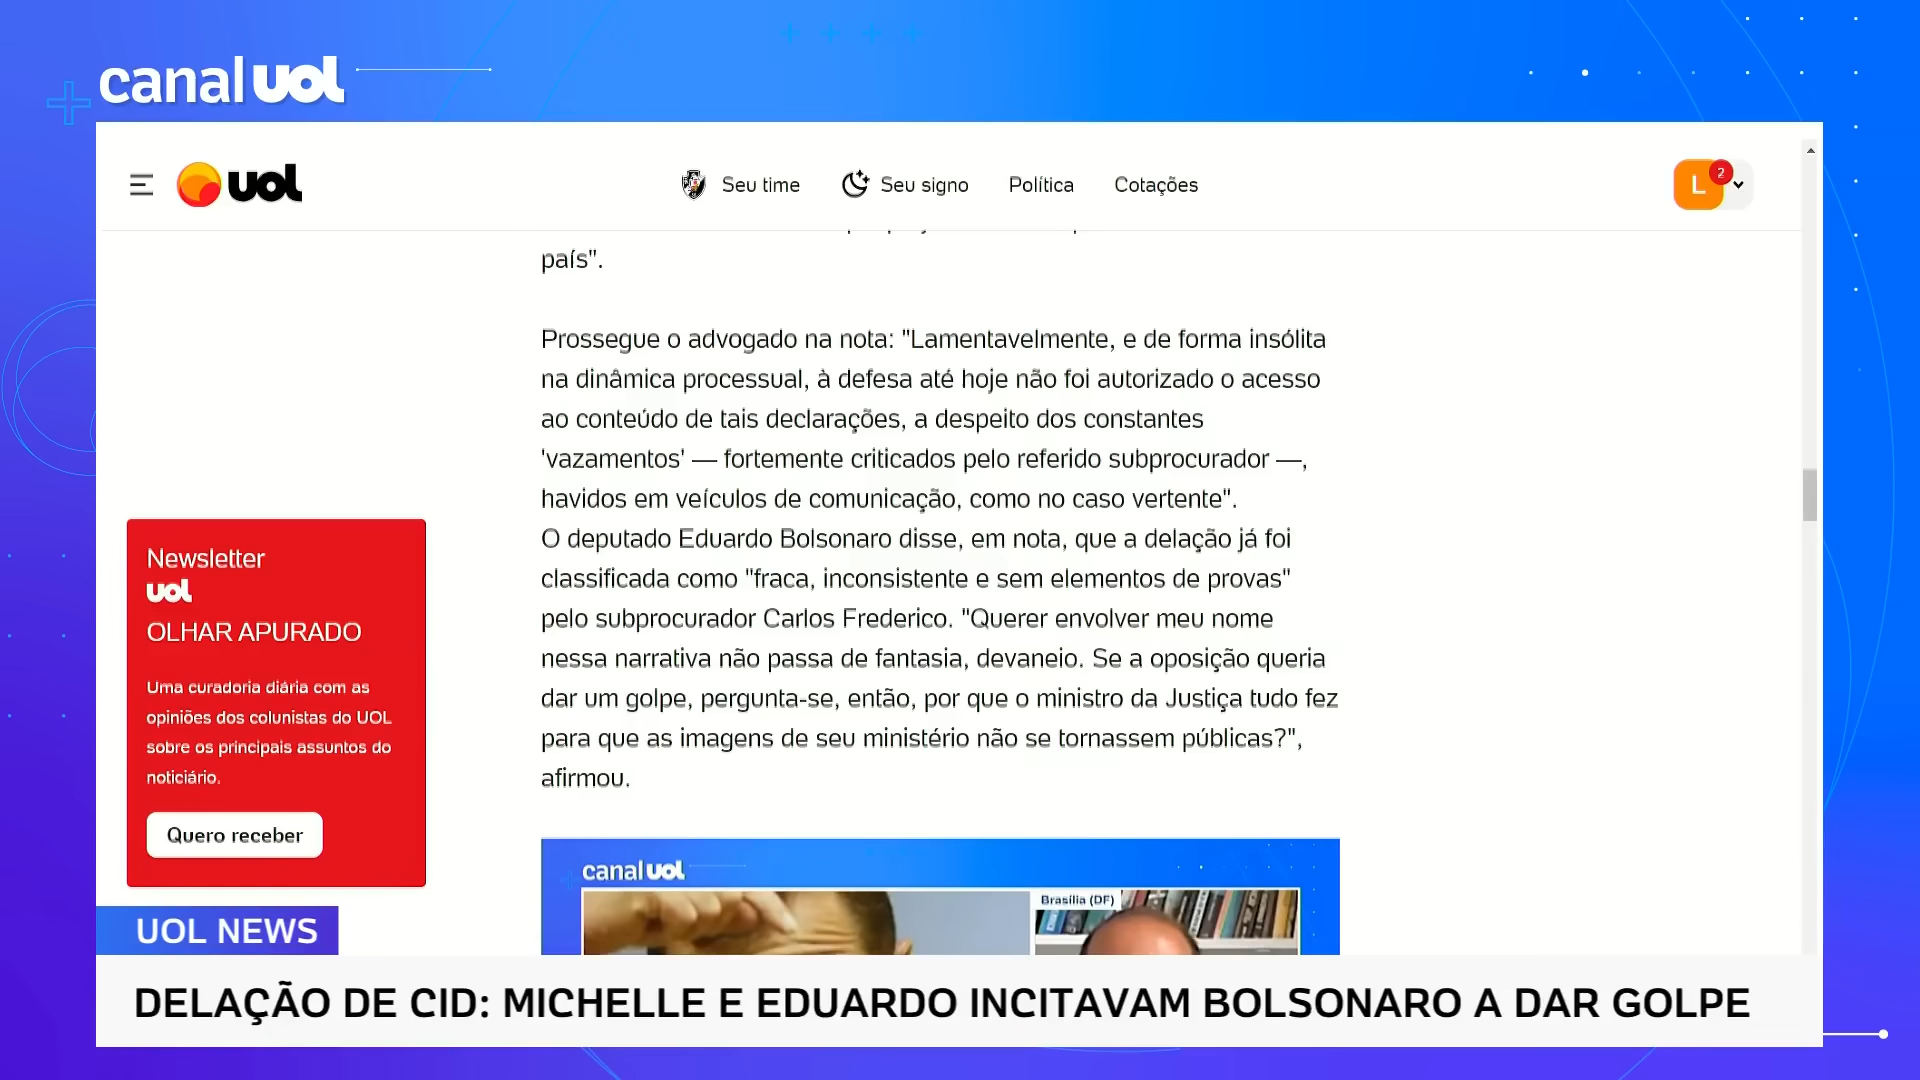 canal uol
uol
Seu time
Seu signo
Política
Cotações
L
2
país".
Prossegue o advogado na nota: "Lamentavelmente, e de forma insólita
na dinâmica processual, à defesa até hoje não foi autorizado o acesso
ao conteúdo de tais declarações, a despeito dos constantes
'vazamentos' — fortemente criticados pelo referido subprocurador —,
havidos em veículos de comunicação, como no caso vertente".
O deputado Eduardo Bolsonaro disse, em nota, que a delação já foi
classificada como "fraca, inconsistente e sem elementos de provas"
pelo subprocurador Carlos Frederico. "Querer envolver meu nome
nessa narrativa não passa de fantasia, devaneio. Se a oposição queria
dar um golpe, pergunta-se, então, por que o ministro da Justiça tudo fez
para que as imagens de seu ministério não se tornassem públicas?",
afirmou.
Newsletter
uol
OLHAR APURADO
Uma curadoria diária com as
opiniões dos colunistas do UOL
sobre os principais assuntos do
noticiário.
Quero receber
canal uol
Brasília (DF)
UOL NEWS
DELAÇÃO DE CID: MICHELLE E EDUARDO INCITAVAM BOLSONARO A DAR GOLPE